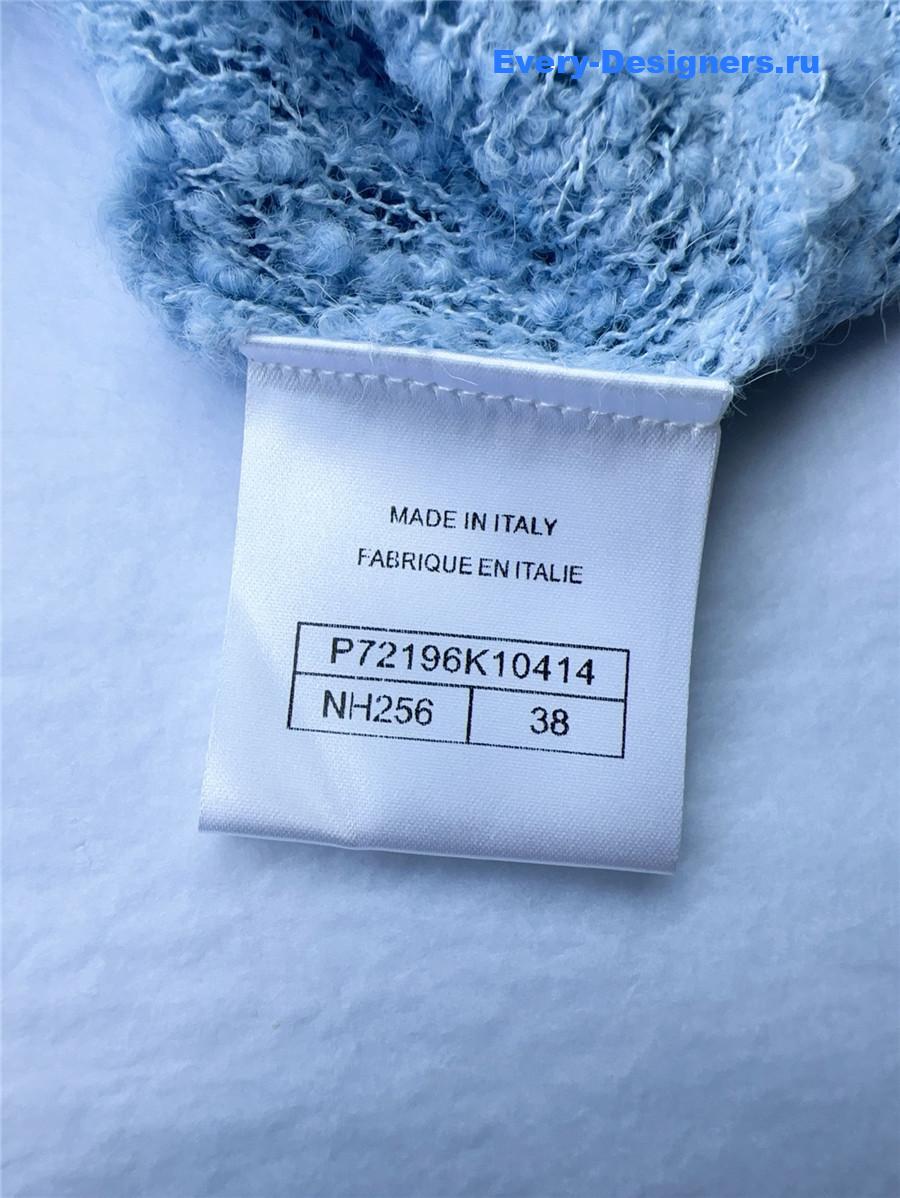 Every-Designers.ru
MADE IN ITALY
FABRIQUE EN ITALIE
P72196K10414
NH256 38